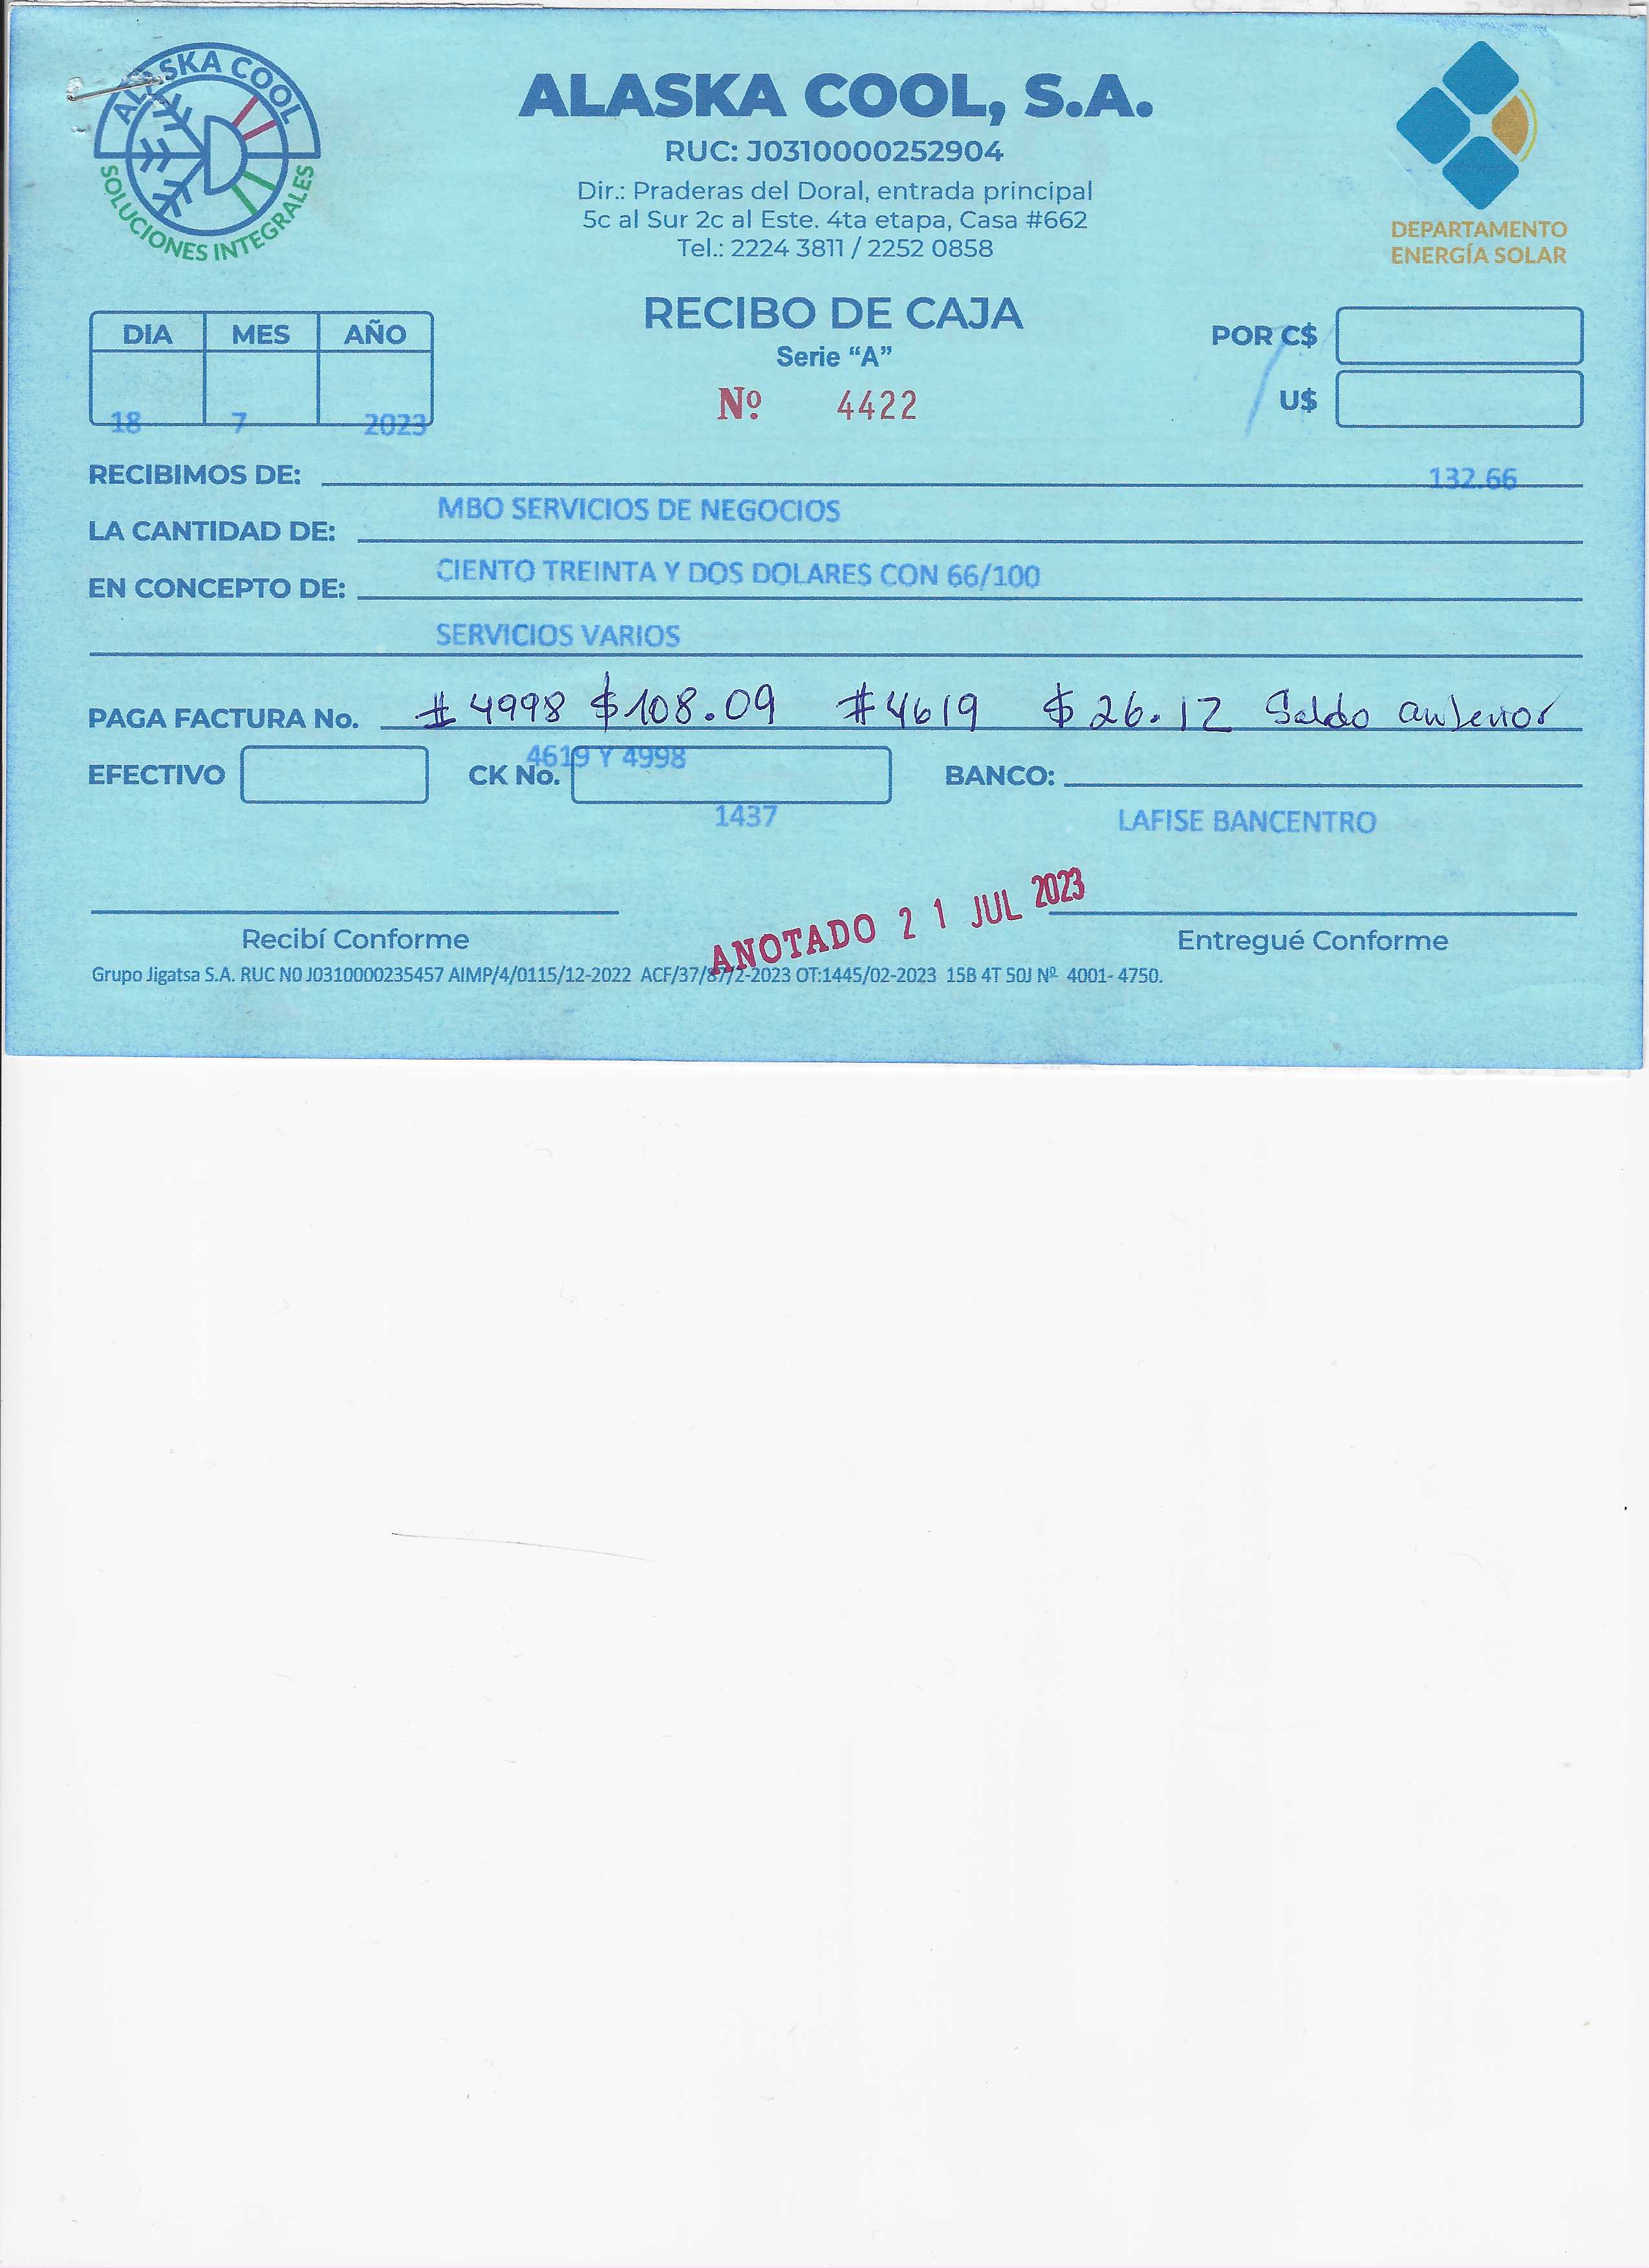 ALASKA COOL
SOLUCIONES INTEGRALES
ALASKA COOL, S.A.
RUC: J0310000252904
Dir.: Praderas del Doral, entrada principal
5c al Sur 2c al Este. 4ta etapa, Casa #662
Tel.: 2224 3811 / 2252 0858
DEPARTAMENTO
ENERGÍA SOLAR
RECIBO DE CAJA
Serie “A”
Nº 4422
DIA MES AÑO
18 7 2023
POR C$
U$
132.66
RECIBIMOS DE:
MBO SERVICIOS DE NEGOCIOS
LA CANTIDAD DE:
CIENTO TREINTA Y DOS DOLARES CON 66/100
EN CONCEPTO DE:
SERVICIOS VARIOS
PAGA FACTURA No. #4998 $108.09 #4619 $26.12 Saldo anterior
4619 Y 4998
EFECTIVO CK No. BANCO:
1437 LAFISE BANCENTRO
ANOTADO 21 JUL 2023
Recibí Conforme Entregué Conforme
Grupo Jigatsa S.A. RUC N0 J0310000235457 AIMP/4/0115/12-2022 ACF/37/87/2-2023 OT:1445/02-2023 15B 4T 50J Nº 4001- 4750.